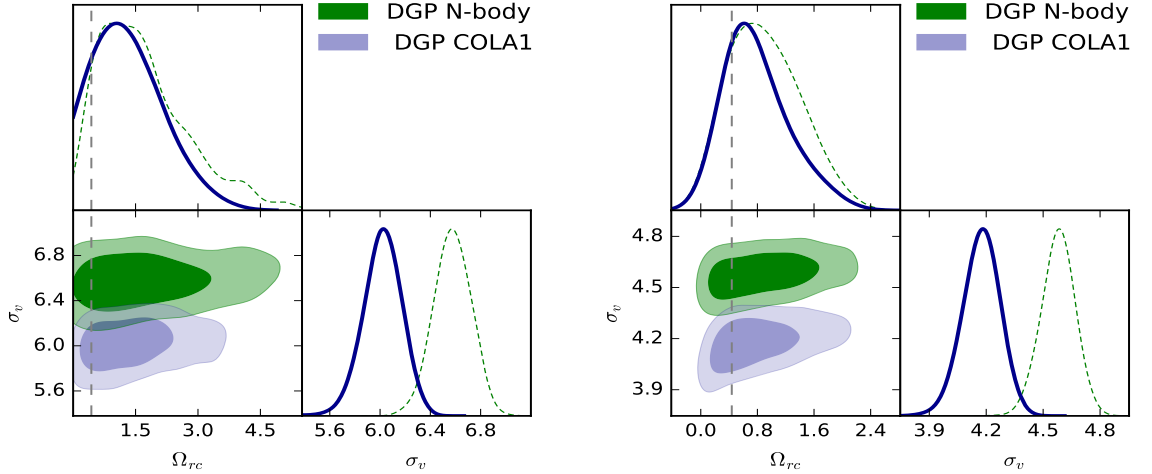 DGP N-body
DGP COLA1
σv
6.8
6.4
6.0
5.6
1.5 3.0 4.5
Ωrc
5.6 6.0 6.4 6.8
σv
DGP N-body
DGP COLA1
σv
4.8
4.5
4.2
3.9
0.0 0.8 1.6 2.4
Ωrc
3.9 4.2 4.5 4.8
σv